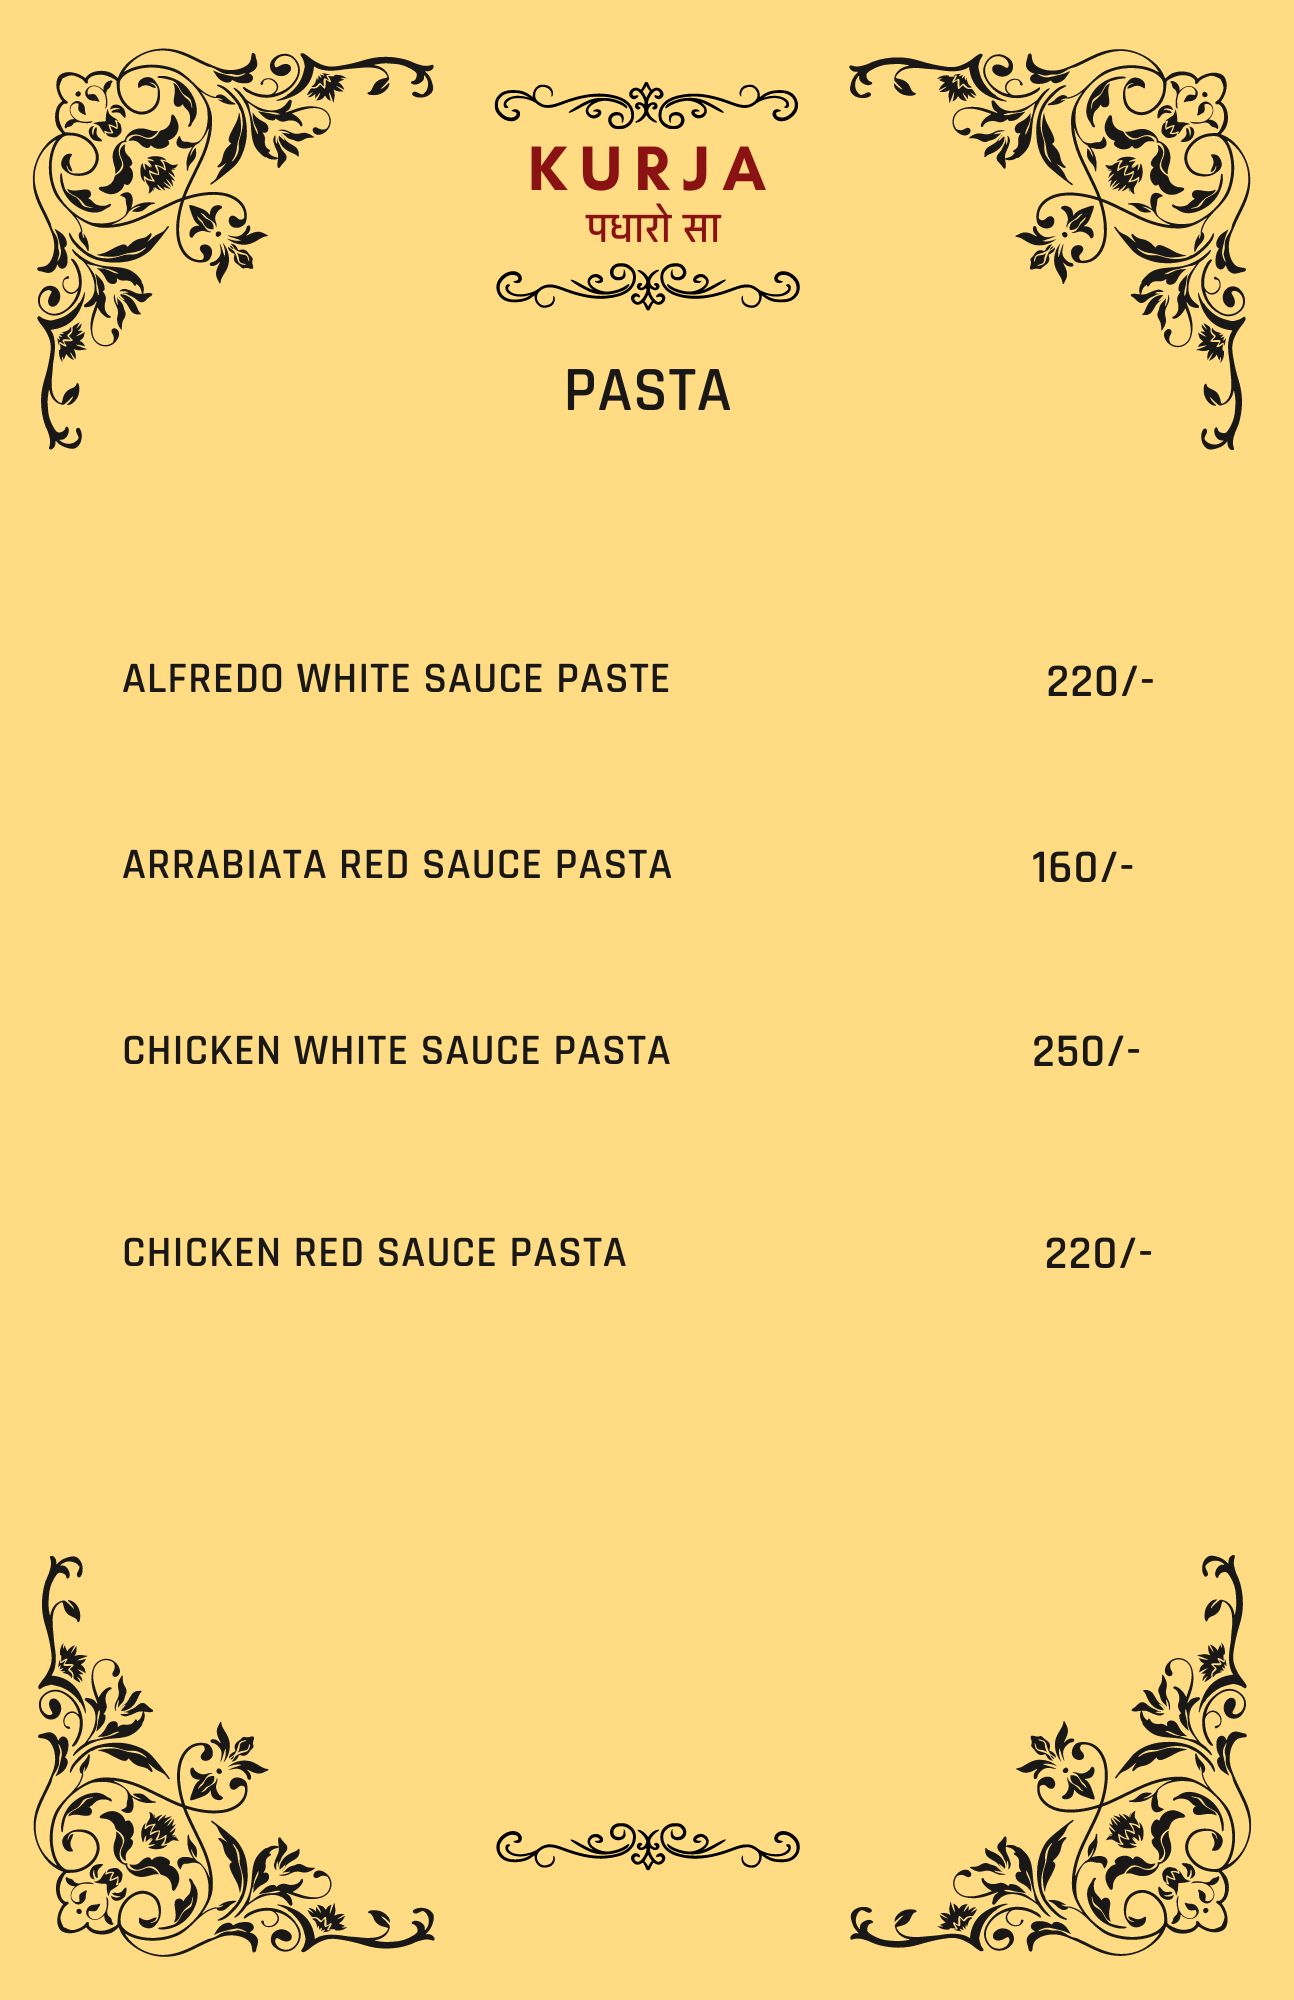 KURJA
पधारो सा
PASTA
ALFREDO WHITE SAUCE PASTE 220/-
ARRABIATA RED SAUCE PASTA 160/-
CHICKEN WHITE SAUCE PASTA 250/-
CHICKEN RED SAUCE PASTA 220/-